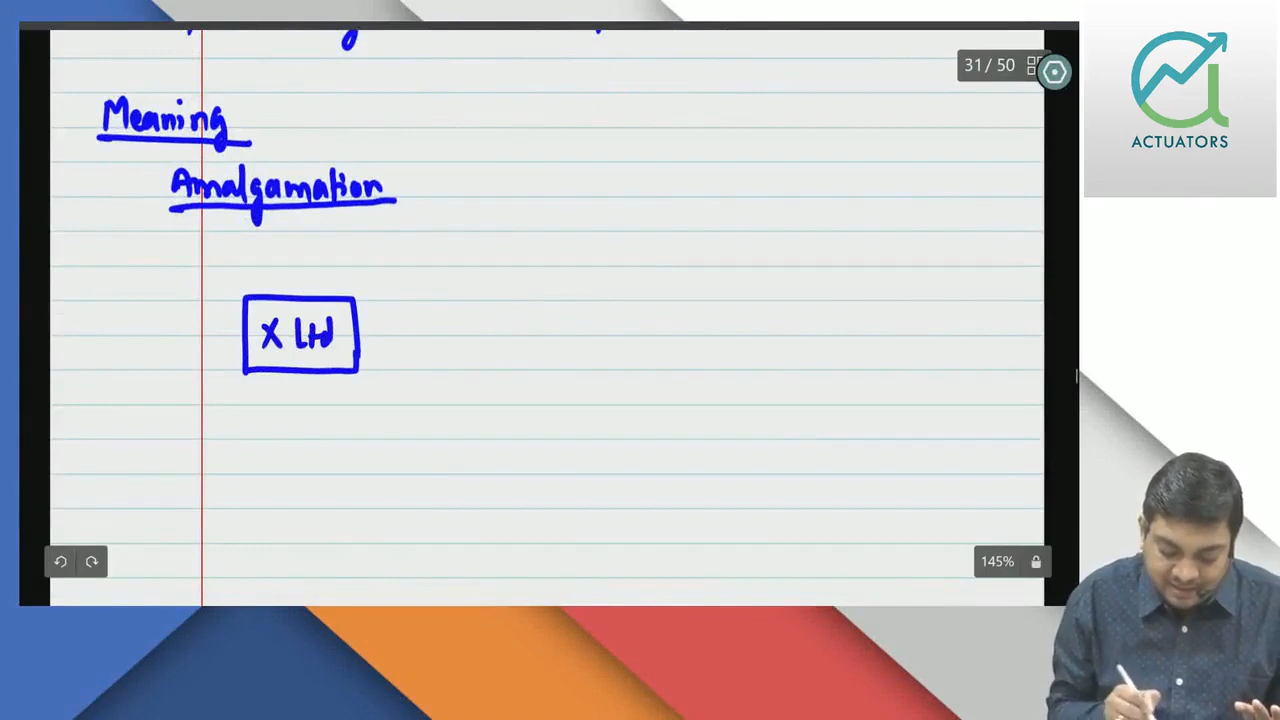 31 / 50
Meaning
Amalgamation
X Ltd
145%
ACTUATORS